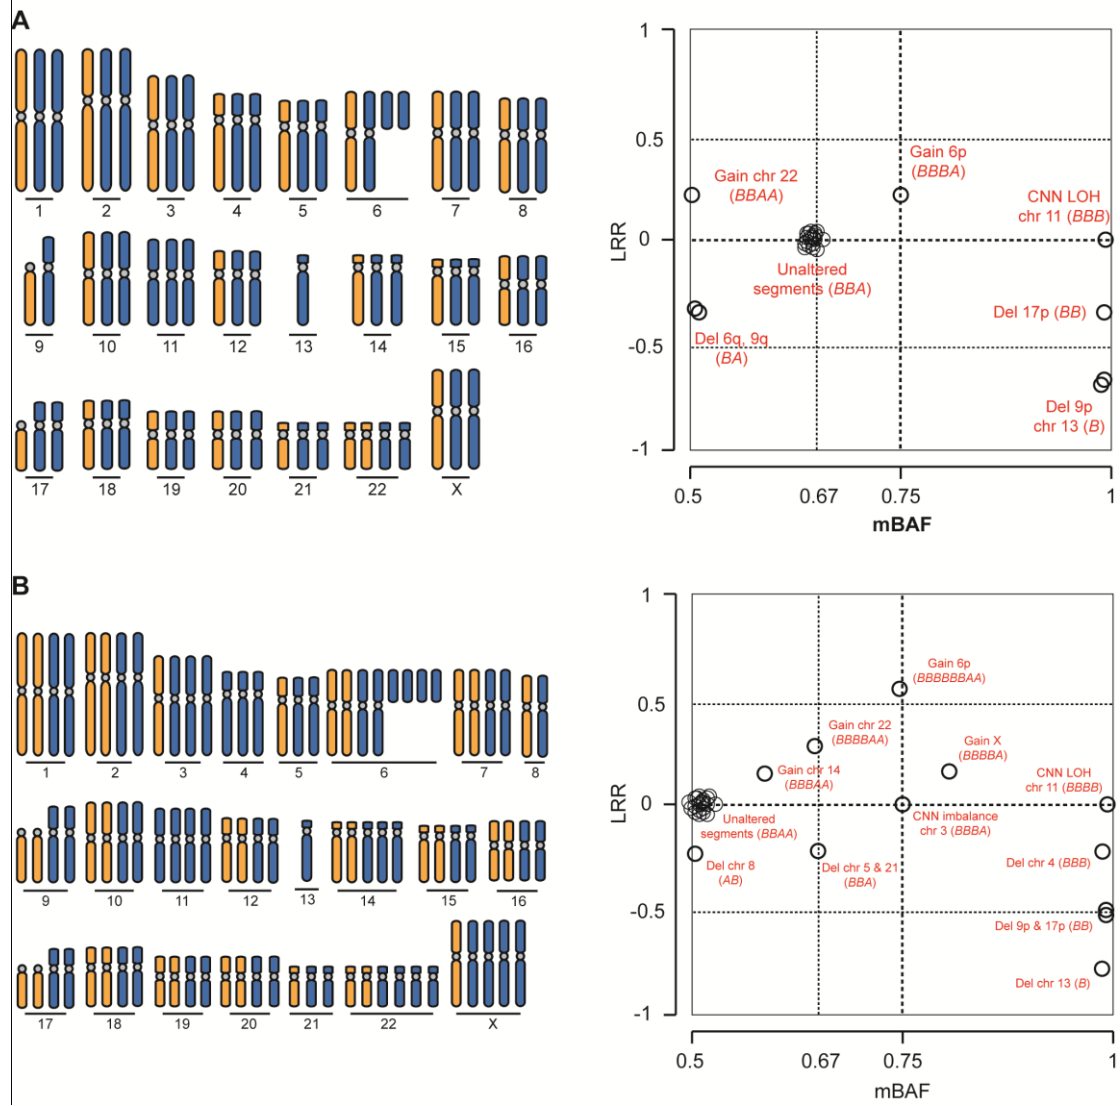 A
1 2 3 4 5 6 7 8
9 10 11 12 13 14 15 16
17 18 19 20 21 22 X
1
0.5
0
-0.5
-1
LRR
Gain chr 22
(BBAA)
Gain 6p
(BBBA)
CNN LOH
chr 11 (BBB)
Unaltered
segments (BBA)
Del 17p (BB)
Del 6q, 9q
(BA)
Del 9p
chr 13 (B)
0.5 0.67 0.75 1
mBAF
B
1 2 3 4 5 6 7 8
9 10 11 12 13 14 15 16
17 18 19 20 21 22 X
1
0.5
0
-0.5
-1
LRR
Gain 6p
(BBBBBBAA)
Gain chr 22
(BBBBAA)
Gain X
(BBBBA)
Gain chr 14
(BBBAA)
CNN LOH
chr 11 (BBBB)
Unaltered
segments (BBAA)
CNN imbalance
chr 3 (BBBA)
Del chr 8
(AB)
Del chr 5 & 21
(BBA)
Del chr 4 (BBB)
Del 9p & 17p (BB)
Del chr 13 (B)
0.5 0.67 0.75 1
mBAF